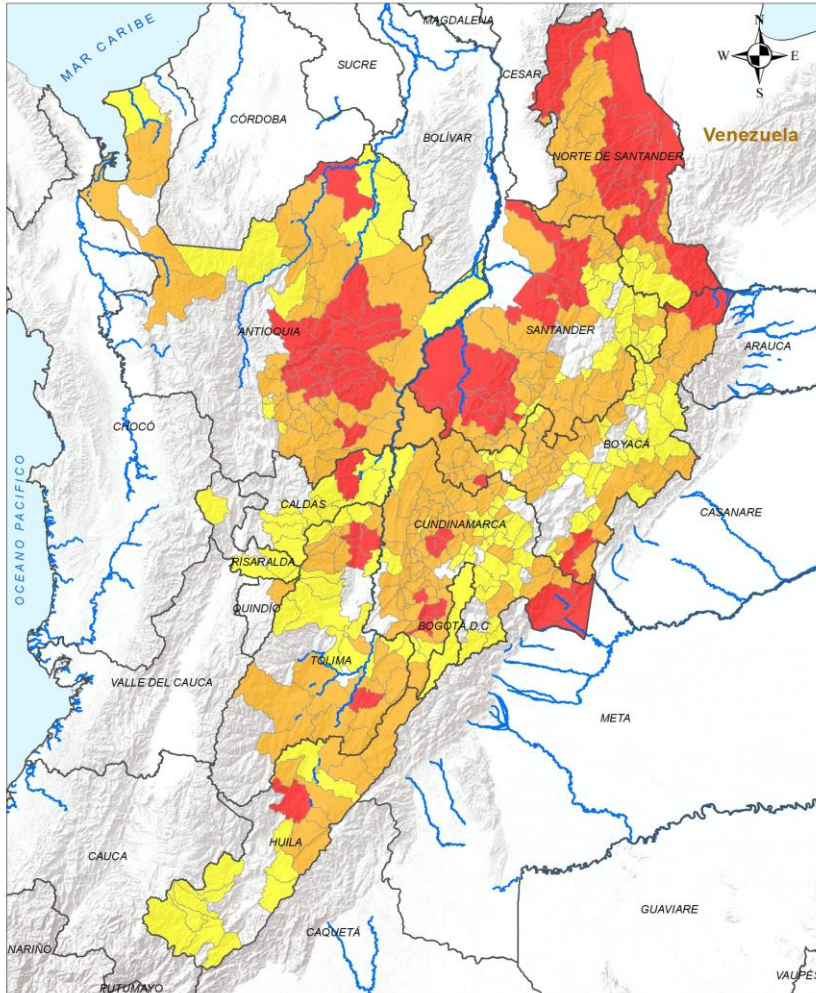 MAGDALENA
N
W E
S
MAR CARIBE
SUCRE
CESAR
CÓRDOBA
BOLÍVAR
Venezuela
NORTE DE SANTANDER
ANTIOQUIA
SANTANDER
ARAUCA
CHOCÓ
BOYACÁ
OCEANO PACIFICO
CALDAS
CUNDINAMARCA
CASANARE
RISARALDA
QUINDÍO
BOGOTÁ D.C
TOLIMA
VALLE DEL CAUCA
META
HUILA
CAUCA
GUAVIARE
CAQUETÁ
NARIÑO
PUTUMAYO
VAUPÉS